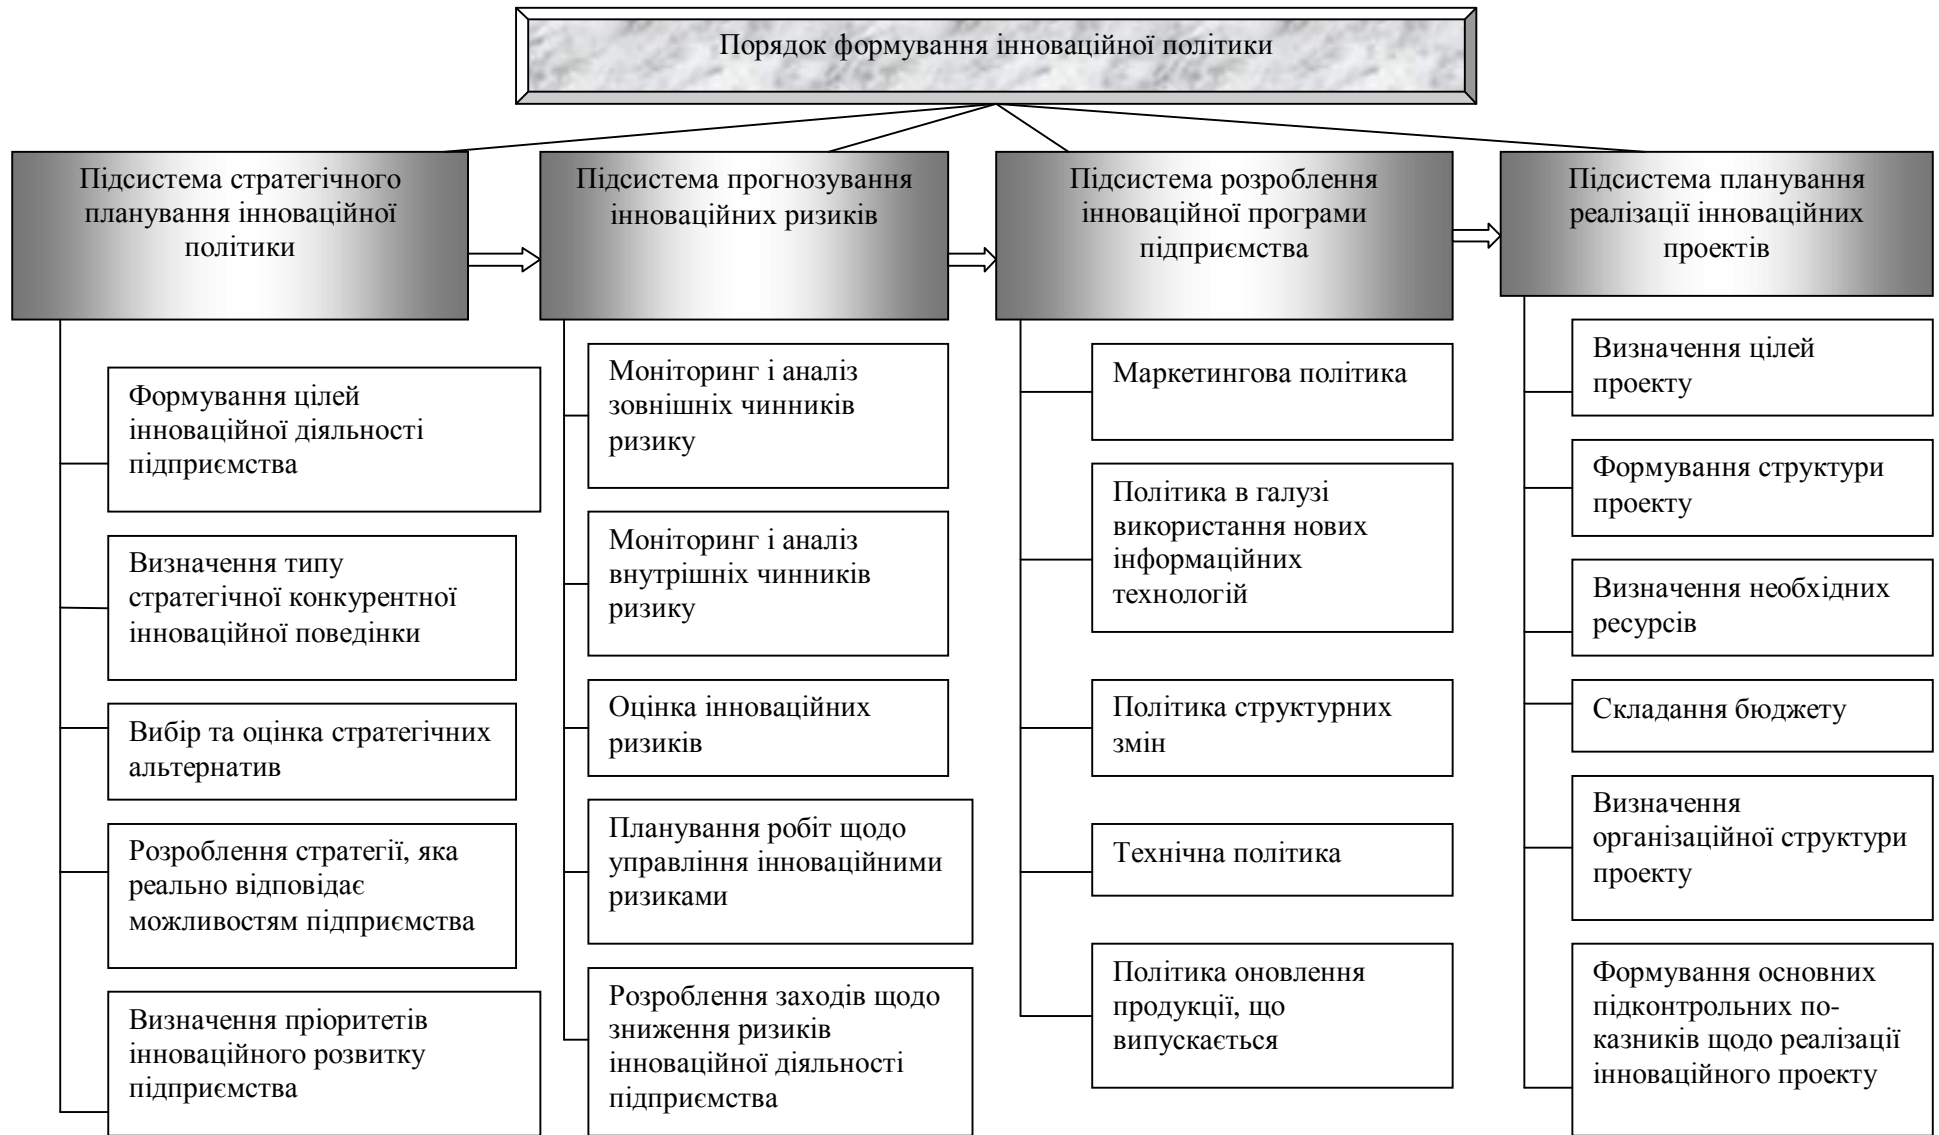 Порядок формування інноваційної політики
Підсистема стратегічного
планування інноваційної
політики
Підсистема прогнозування
інноваційних ризиків
Підсистема розроблення
інноваційної програми
підприємства
Підсистема планування
реалізації інноваційних
проектів
Формування цілей
інноваційної діяльності
підприємства
Визначення типу
стратегічної конкурентної
інноваційної поведінки
Вибір та оцінка стратегічних
альтернатив
Розроблення стратегії, яка
реально відповідає
можливостям підприємства
Визначення пріоритетів
інноваційного розвитку
підприємства
Моніторинг і аналіз
зовнішніх чинників
ризику
Моніторинг і аналіз
внутрішніх чинників
ризику
Оцінка інноваційних
ризиків
Планування робіт щодо
управління інноваційними
ризиками
Розроблення заходів щодо
зниження ризиків
інноваційної діяльності
підприємства
Маркетингова політика
Політика в галузі
використання нових
інформаційних
технологій
Політика структурних
змін
Технічна політика
Політика оновлення
продукції, що
випускається
Визначення цілей
проекту
Формування структури
проекту
Визначення необхідних
ресурсів
Складання бюджету
Визначення
організаційної структури
проекту
Формування основних
підконтрольних по-
казників щодо реалізації
інноваційного проекту